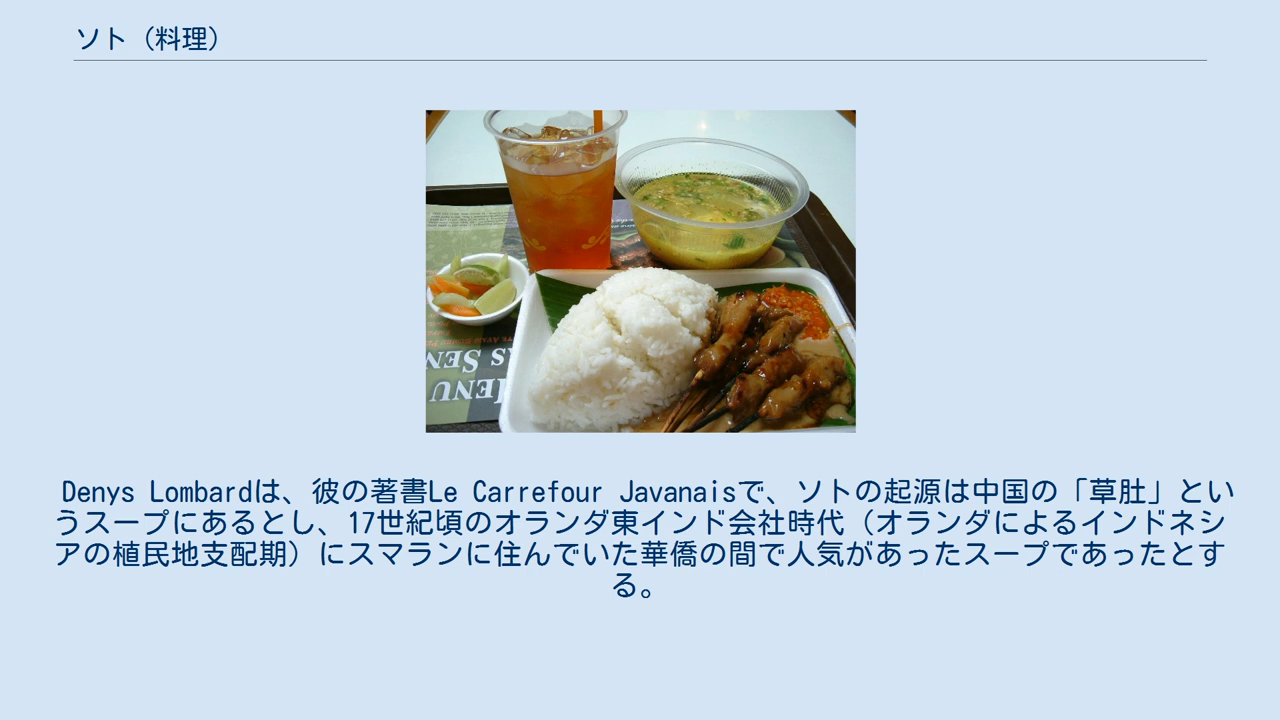 ソト（料理）
MENU
AS SEN
Denys Lombardは、彼の著書Le Carrefour Javanaisで、ソトの起源は中国の「草肚」とい
うスープにあるとし、17世紀頃のオランダ東インド会社時代（オランダによるインドネシ
アの植民地支配期）にスマランに住んでいた華僑の間で人気があったスープであったとす
る。